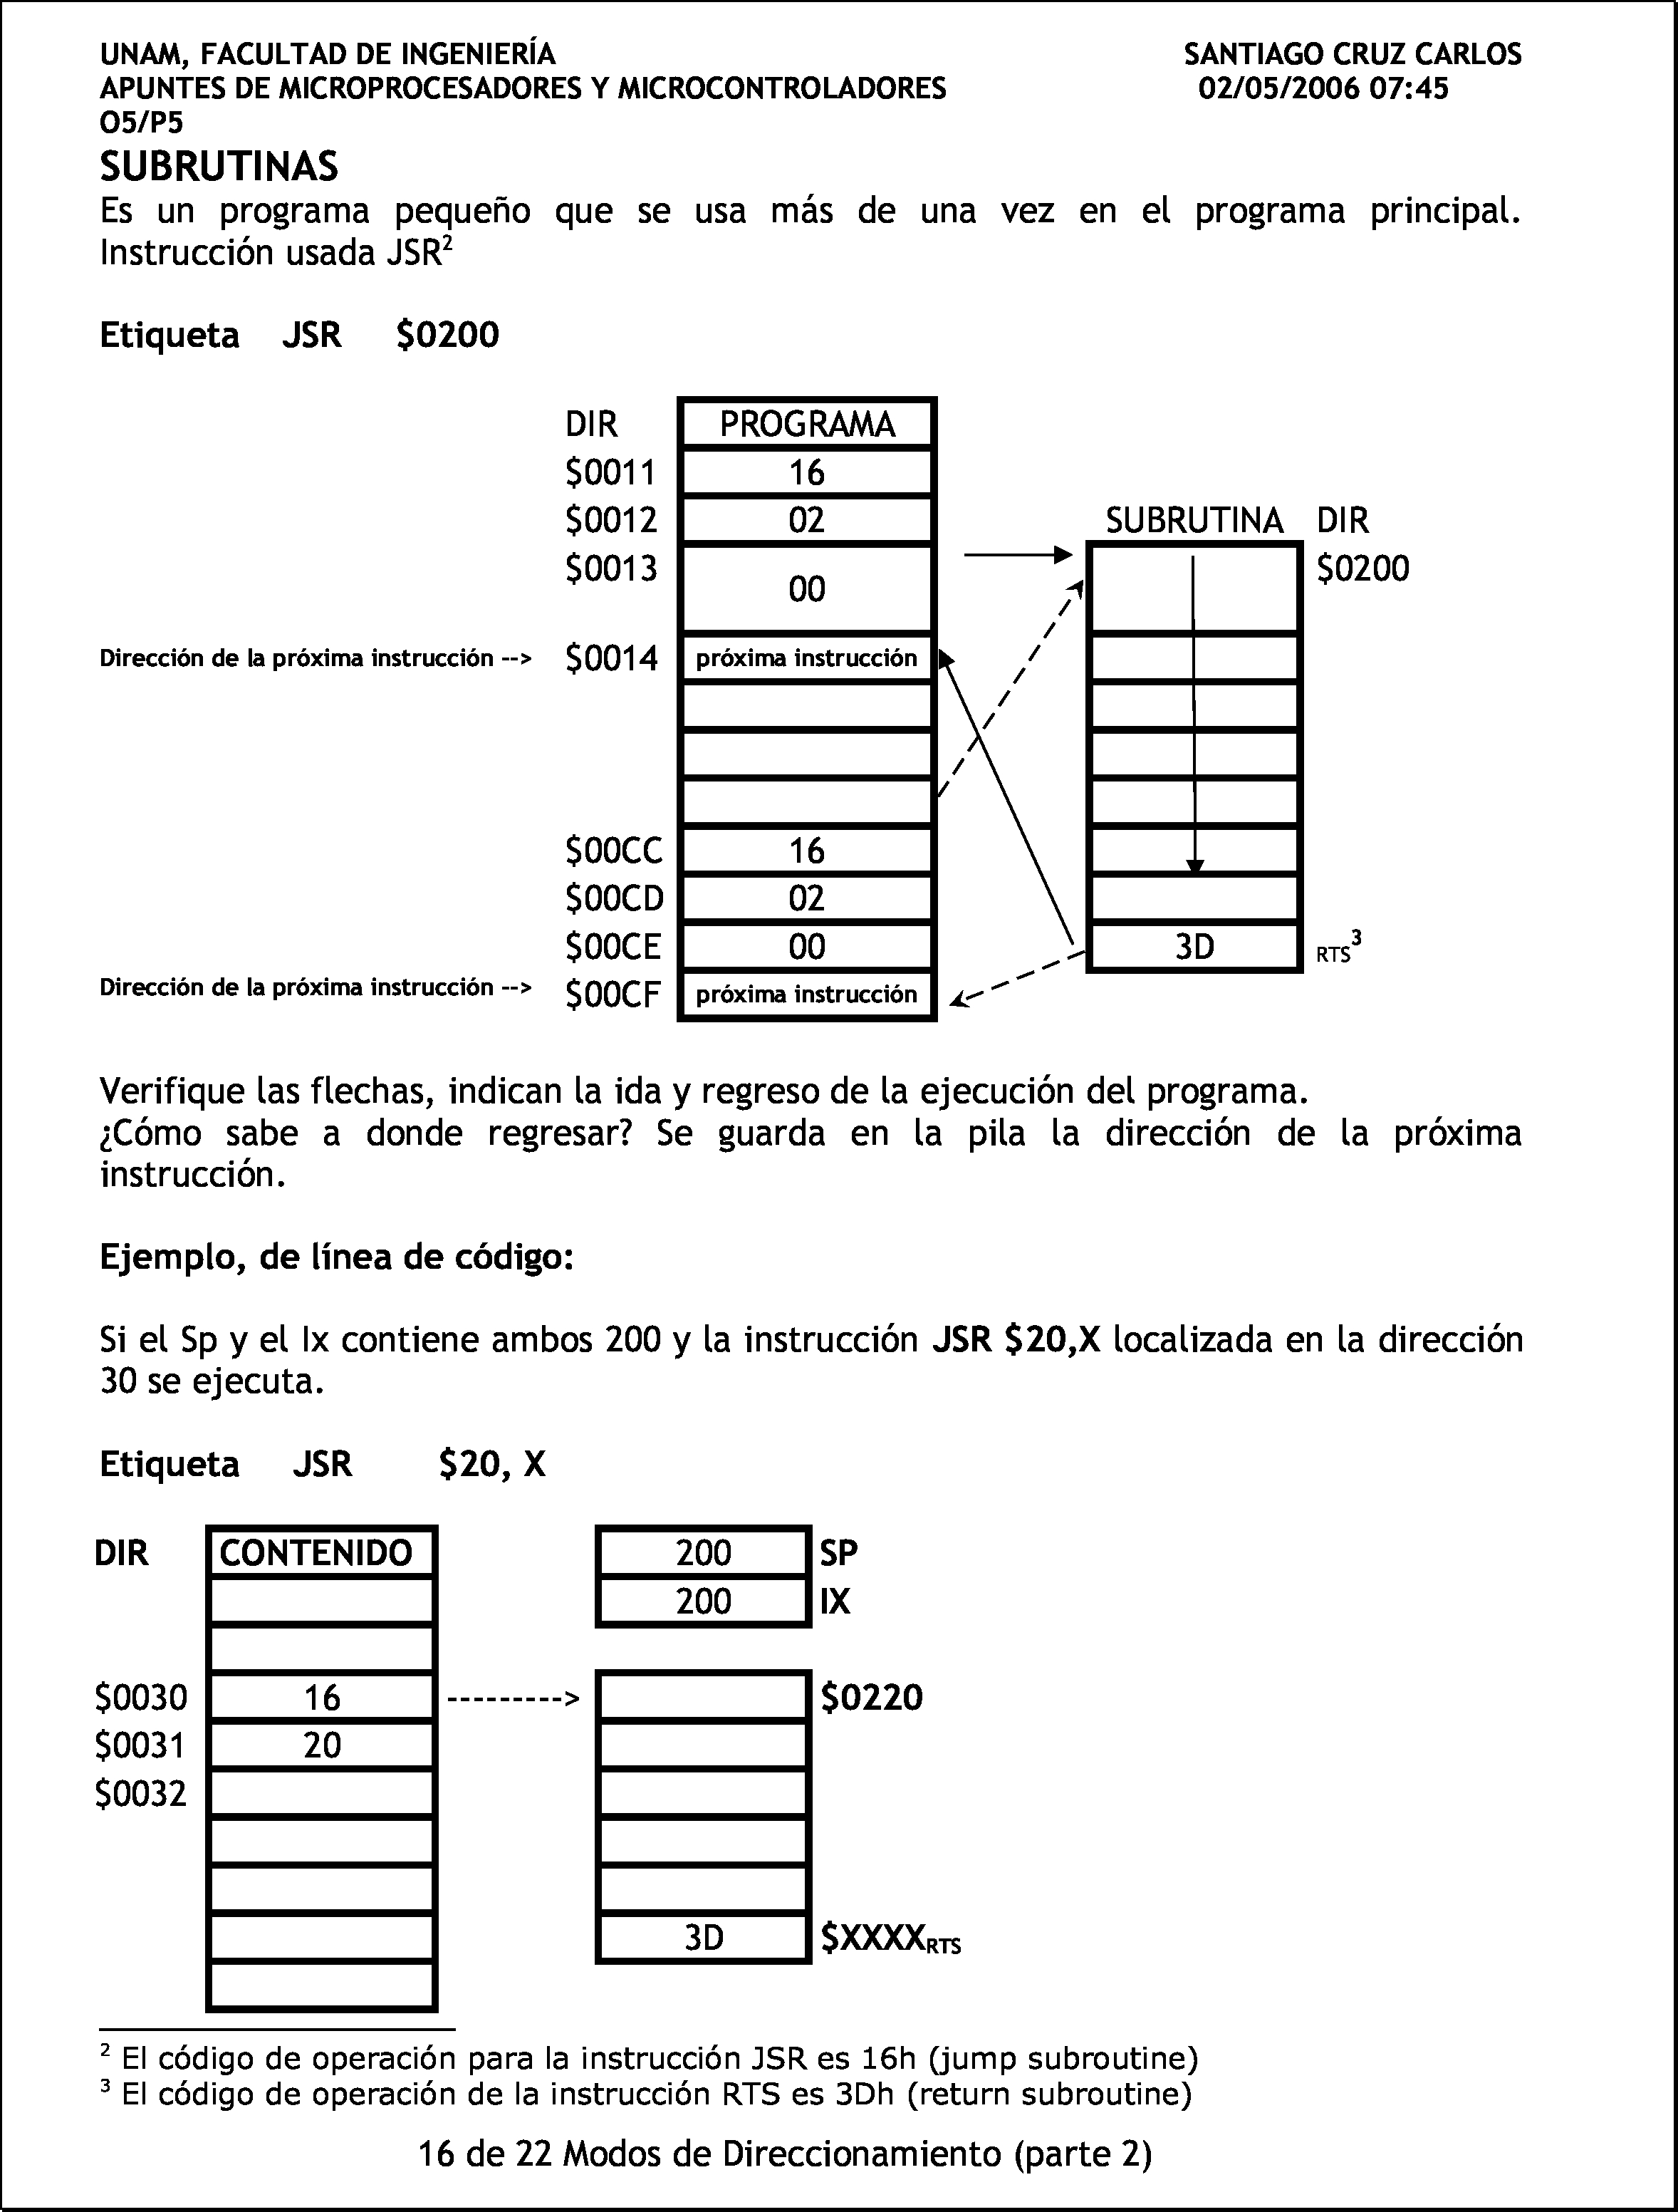 UNAM, FACULTAD DE INGENIERÍA SANTIAGO CRUZ CARLOS
APUNTES DE MICROPROCESADORES Y MICROCONTROLADORES 02/05/2006 07:45
O5/P5
SUBRUTINAS
Es un programa pequeño que se usa más de una vez en el programa principal.
Instrucción usada JSR²
Etiqueta JSR $0200
DIR PROGRAMA
$0011 16
$0012 02 SUBRUTINA DIR
$0013 00 $0200
Dirección de la próxima instrucción --> $0014 próxima instrucción
$00CC 16
$00CD 02
$00CE 00 3D RTS³
Dirección de la próxima instrucción --> $00CF próxima instrucción
Verifique las flechas, indican la ida y regreso de la ejecución del programa.
¿Cómo sabe a donde regresar? Se guarda en la pila la dirección de la próxima
instrucción.
Ejemplo, de línea de código:
Si el Sp y el Ix contiene ambos 200 y la instrucción JSR $20,X localizada en la dirección
30 se ejecuta.
Etiqueta JSR $20, X
DIR CONTENIDO 200 SP
200 IX
$0030 16 ---------> $0220
$0031 20
$0032
3D $XXXX RTS
² El código de operación para la instrucción JSR es 16h (jump subroutine)
³ El código de operación de la instrucción RTS es 3Dh (return subroutine)
16 de 22 Modos de Direccionamiento (parte 2)